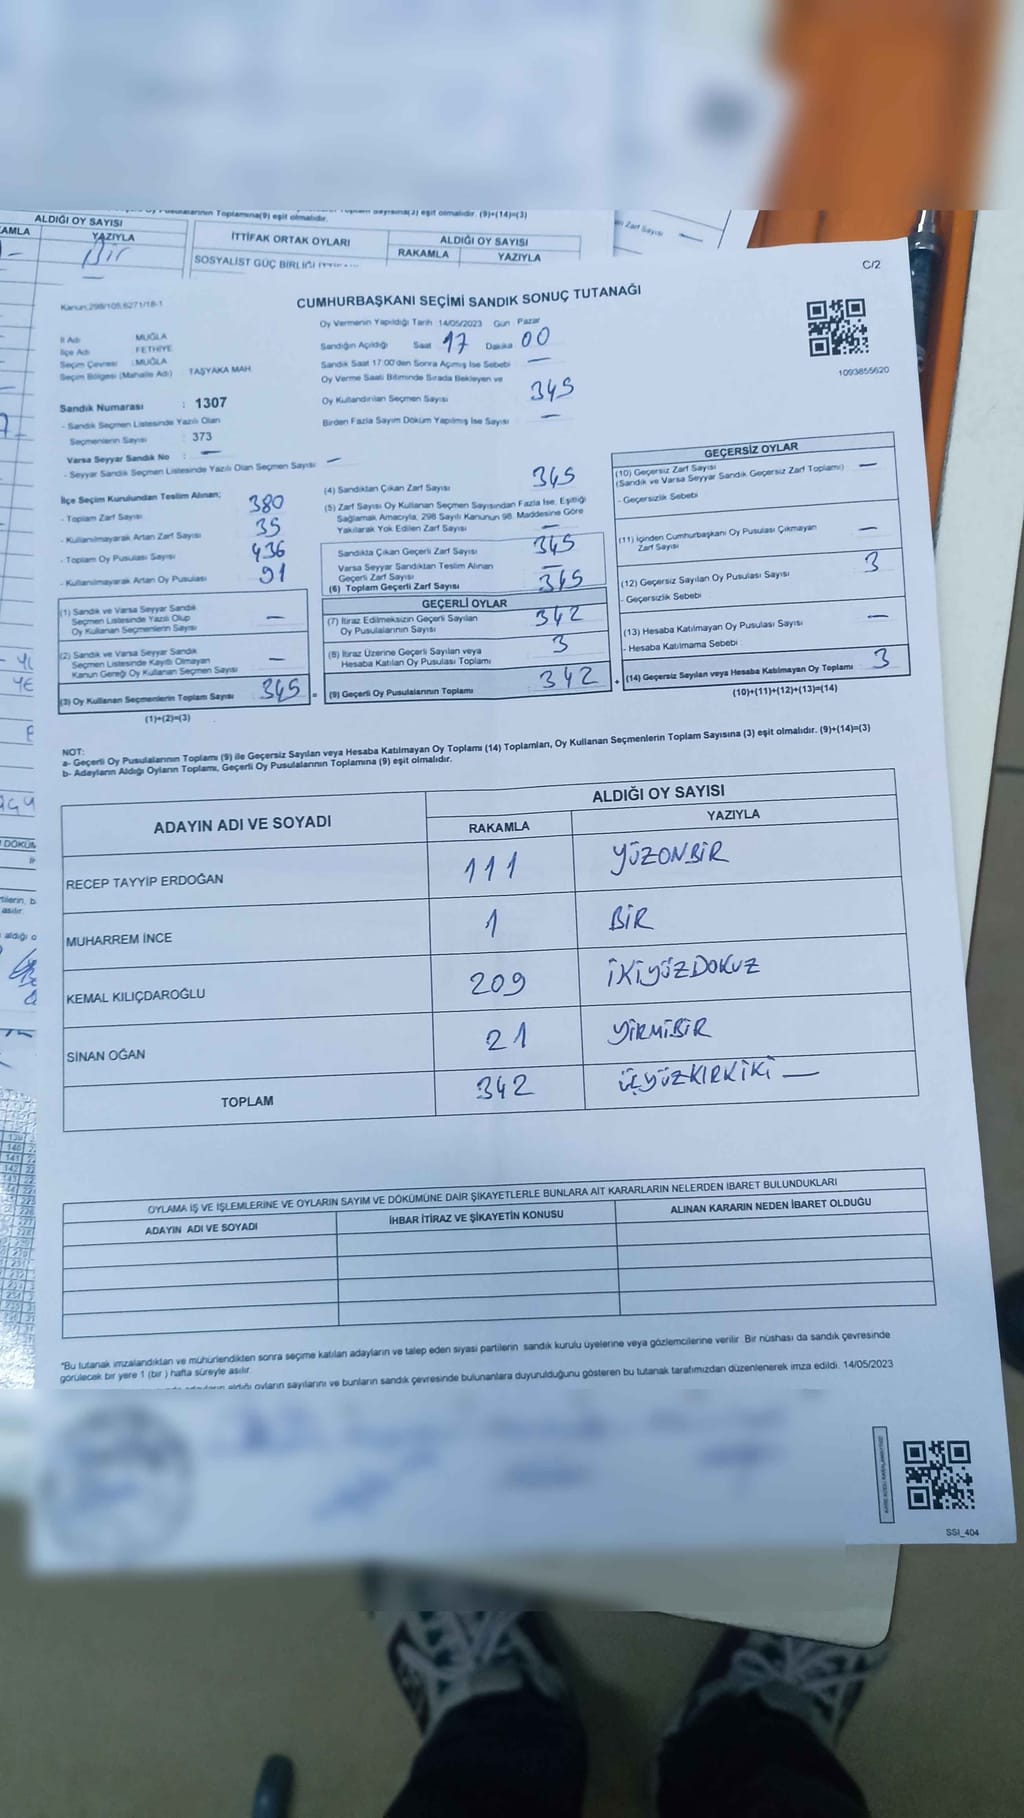 ALDIĞI OY SAYISI
YAZIYLA
Bir
İTTİFAK ORTAK OYLARI
ALDIĞI OY SAYISI
RAKAMLA YAZIYLA
SOSYALİST GÜÇ BİRLİĞİ
Zarf Sayısı
C/2
Kanun:298/105,6271/18-1
CUMHURBAŞKANI SEÇİMİ SANDIK SONUÇ TUTANAĞI
İl Adı MUĞLA
İlçe Adı FETHİYE
Seçim Çevresi : MUĞLA
Seçim Bölgesi (Mahalle Adı) TAŞYAKA MAH.
Oy Vermenin Yapıldığı Tarih :14/05/2023 Gün : Pazar
Sandığın Açıldığı Saat 17 Dakika 00
Sandık Saat 17:00'den Sonra Açılmış İse Sebebi —
Oy Verme Saati Bitiminde Sırada Bekleyen ve
Oy Kullandırılan Seçmen Sayısı 345
Birden Fazla Sayım Döküm Yapılmış İse Sayısı —
1093855620
Sandık Numarası : 1307
- Sandık Seçmen Listesinde Yazılı Olan
Seçmenlerin Sayısı : 373
Varsa Seyyar Sandık No : —
- Seyyar Sandık Seçmen Listesinde Yazılı Olan Seçmen Sayısı: —
İlçe Seçim Kurulundan Teslim Alınan;
- Toplam Zarf Sayısı 380
- Kullanılmayarak Artan Zarf Sayısı 35
- Toplam Oy Pusulası Sayısı 436
- Kullanılmayarak Artan Oy Pusulası 91
(1) Sandık ve Varsa Seyyar Sandık
Seçmen Listesinde Yazılı Olup
Oy Kullanan Seçmenlerin Sayısı —
(2) Sandık ve Varsa Seyyar Sandık
Seçmen Listesinde Kayıtlı Olmayan
Kanun Gereği Oy Kullanan Seçmen Sayısı —
(3) Oy Kullanan Seçmenlerin Toplam Sayısı 345 =
(1)+(2)=(3)
(4) Sandıktan Çıkan Zarf Sayısı 345
(5) Zarf Sayısı Oy Kullanan Seçmen Sayısından Fazla İse, Eşitliği
Sağlamak Amacıyla, 298 Sayılı Kanunun 98. Maddesine Göre
Yakılarak Yok Edilen Zarf Sayısı —
Sandıkta Çıkan Geçerli Zarf Sayısı 345
Varsa Seyyar Sandıktan Teslim Alınan
Geçerli Zarf Sayısı —
(6) Toplam Geçerli Zarf Sayısı 345
GEÇERLİ OYLAR
(7) İtiraz Edilmeksizin Geçerli Sayılan
Oy Pusulalarının Sayısı 342
(8) İtiraz Üzerine Geçerli Sayılan veya
Hesaba Katılan Oy Pusulası Toplamı 3
(9) Geçerli Oy Pusulalarının Toplamı 342 +
GEÇERSİZ OYLAR
(10) Geçersiz Zarf Sayısı
(Sandık ve Varsa Seyyar Sandık Geçersiz Zarf Toplamı) —
- Geçersizlik Sebebi
(11) İçinden Cumhurbaşkanı Oy Pusulası Çıkmayan
Zarf Sayısı —
(12) Geçersiz Sayılan Oy Pusulası Sayısı 3
- Geçersizlik Sebebi
(13) Hesaba Katılmayan Oy Pusulası Sayısı —
- Hesaba Katılmama Sebebi
(14) Geçersiz Sayılan veya Hesaba Katılmayan Oy Toplamı 3
(10)+(11)+(12)+(13)=(14)
NOT:
a- Geçerli Oy Pusulalarının Toplamı (9) ile Geçersiz Sayılan veya Hesaba Katılmayan Oy Toplamı (14) Toplamları, Oy Kullanan Seçmenlerin Toplam Sayısına (3) eşit olmalıdır. (9)+(14)=(3)
b- Adayların Aldığı Oyların Toplamı, Geçerli Oy Pusulalarının Toplamına (9) eşit olmalıdır.
ADAYIN ADI VE SOYADI
ALDIĞI OY SAYISI
RAKAMLA YAZIYLA
RECEP TAYYİP ERDOĞAN 111 YÜZONBİR
MUHARREM İNCE 1 BİR
KEMAL KILIÇDAROĞLU 209 İKİYÜZDOKUZ
SİNAN OĞAN 21 YİRMİBİR
TOPLAM 342 ÜÇYÜZKIRKİKİ —
OYLAMA İŞ VE İŞLEMLERİNE VE OYLARIN SAYIM VE DÖKÜMÜNE DAİR ŞİKAYETLERLE BUNLARA AİT KARARLARIN NELERDEN İBARET BULUNDUKLARI
ADAYIN ADI VE SOYADI İHBAR İTİRAZ VE ŞİKAYETİN KONUSU ALINAN KARARIN NEDEN İBARET OLDUĞU
*Bu tutanak imzalandıktan ve mühürlendikten sonra seçime katılan adayların ve talep eden siyasi partilerin sandık kurulu üyelerine veya gözlemcilerine verilir. Bir nüshası da sandık çevresinde
görülecek bir yere 1 (bir) hafta süreyle asılır.
aldığı oyların sayılarını ve bunların sandık çevresinde bulunanlara duyurulduğunu gösteren bu tutanak tarafımızdan düzenlenerek imza edildi. 14/05/2023
SSI_404